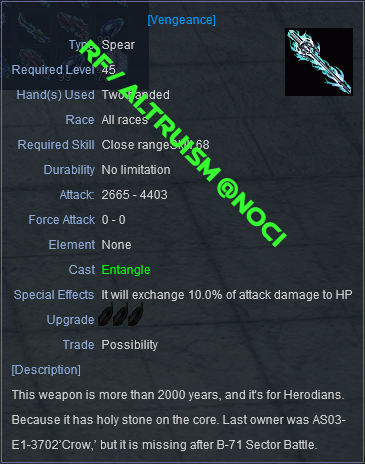 [Vengeance]
Type Spear
Required Level 45
Hand(s) Used Two handed
Race All races
Required Skill Close rangeSkill 68
Durability No limitation
Attack: 2665 - 4403
Force Attack 0 - 0
Element None
Cast Entangle
Special Effects It will exchange 10.0% of attack damage to HP
Upgrade
Trade Possibility
[Description]
This weapon is more than 2000 years, and it's for Herodians.
Because it has holy stone on the core. Last owner was AS03-
E1-3702'Crow,' but it is missing after B-71 Sector Battle.
RF/ ALTRUISM @NOCI